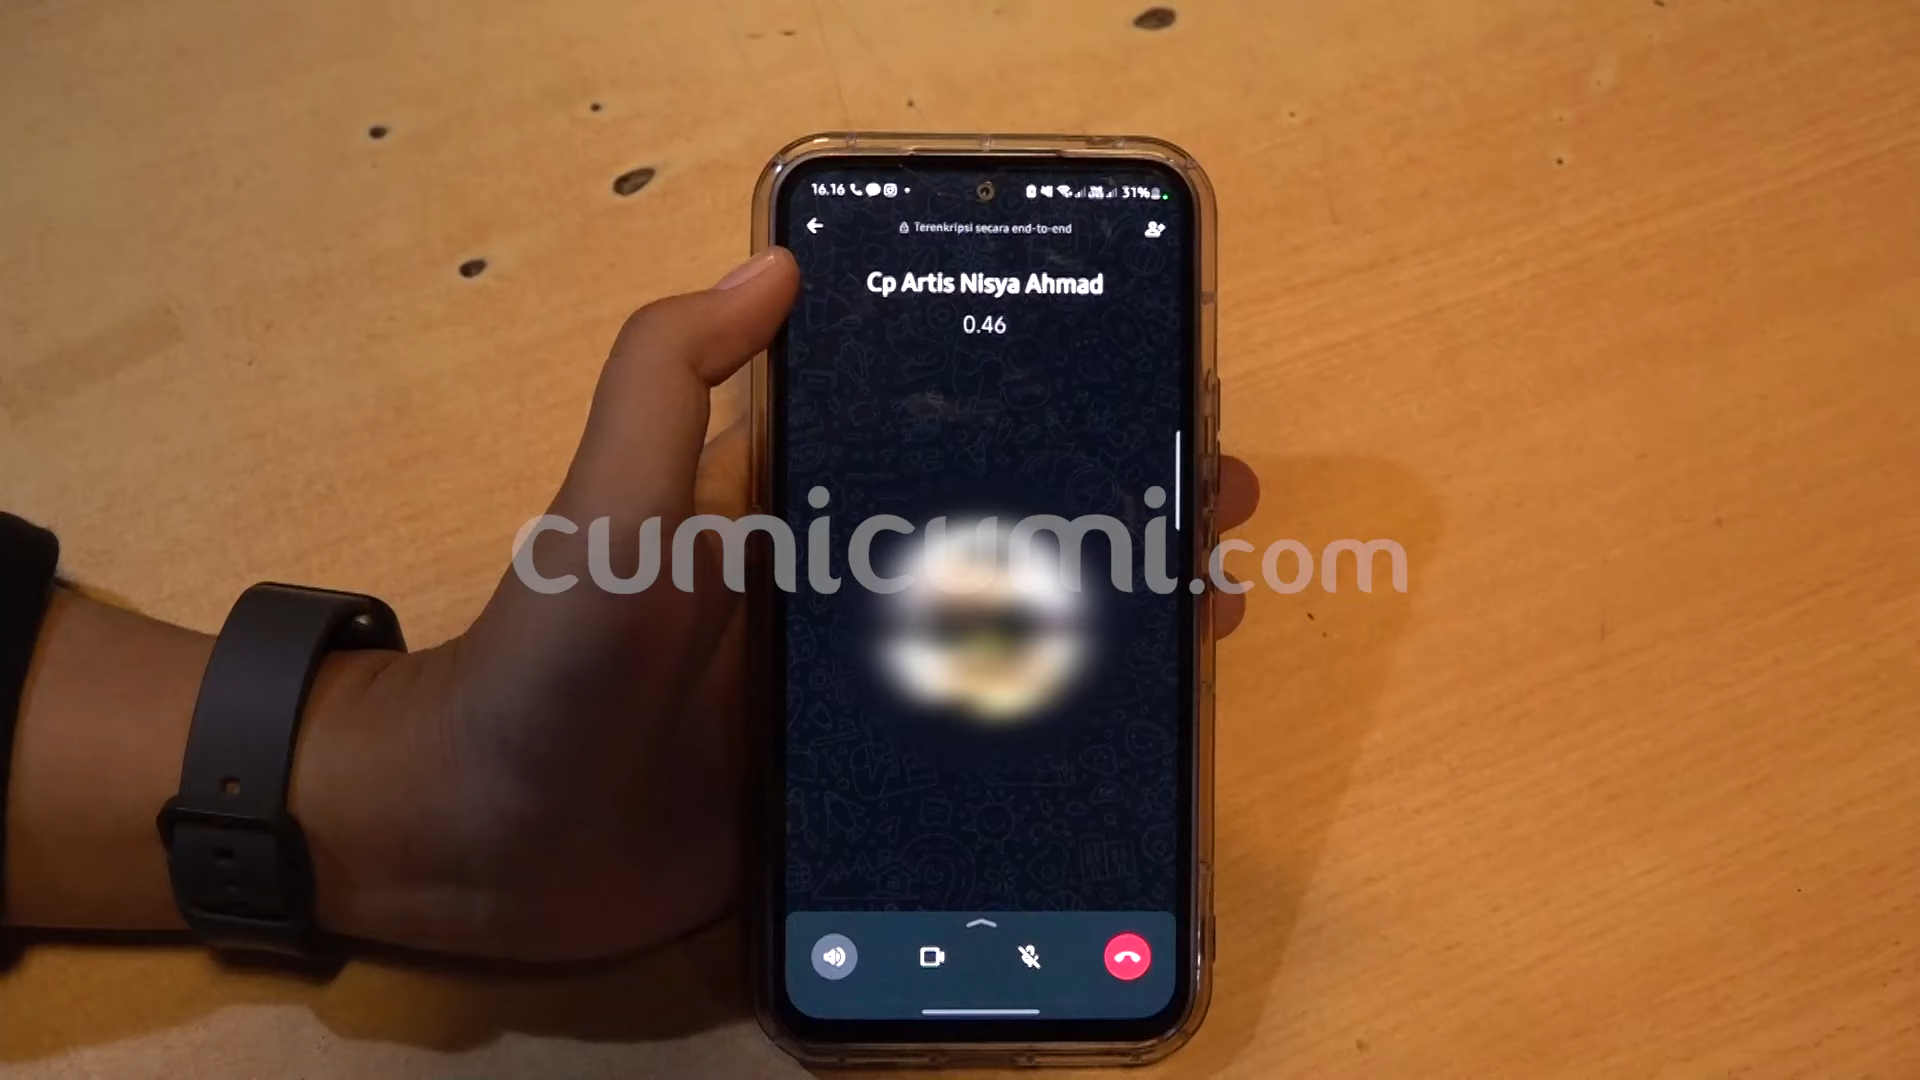 16.16
31%
Terenkripsi secara end-to-end
Cp Artis Nisya Ahmad
0.46
cumicumi.com